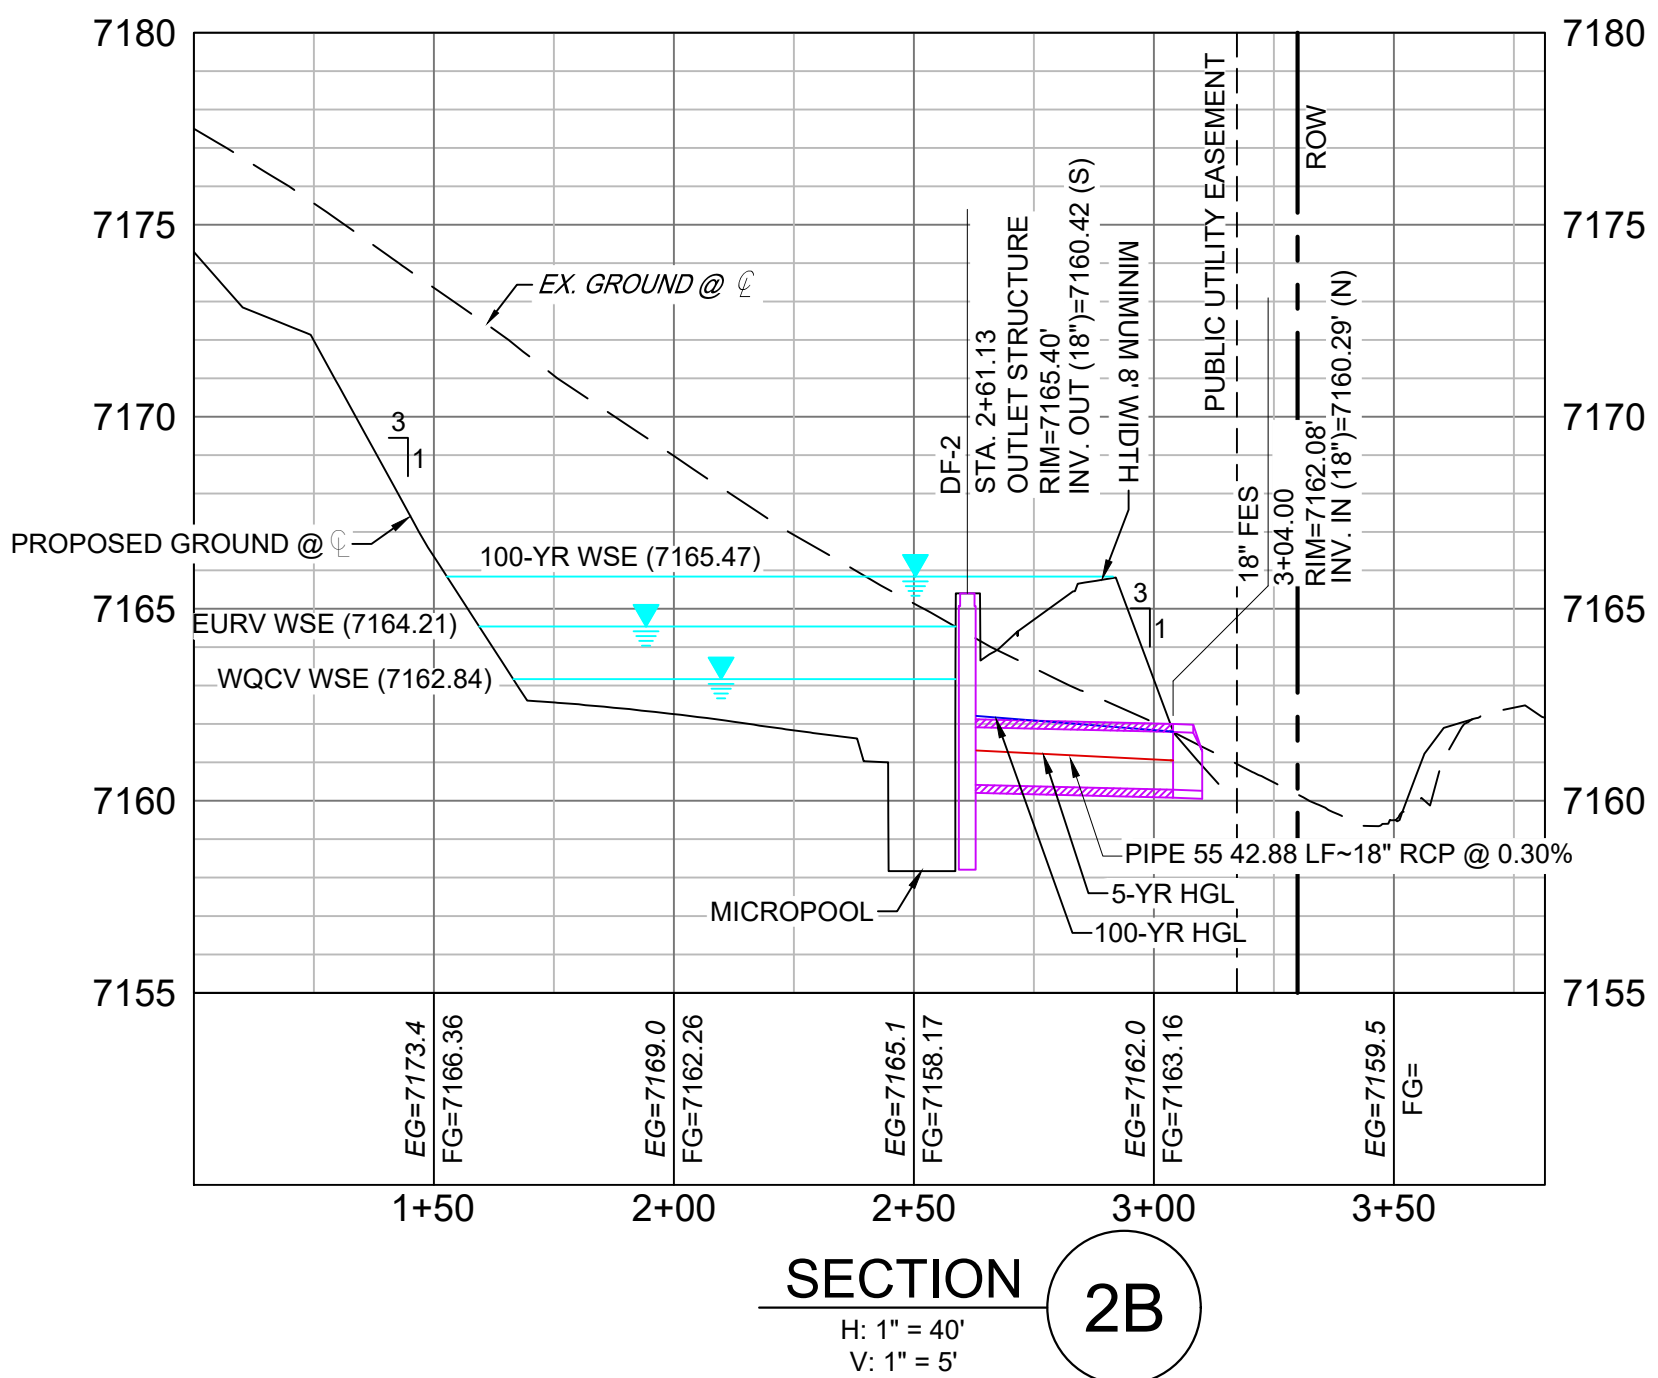 7180
7180
7175
7175
7170
7170
7165
7165
7160
7160
7155
7155
EX. GROUND @ ℄
3
1
PROPOSED GROUND @ ℄
100-YR WSE (7165.47)
EURV WSE (7164.21)
WQCV WSE (7162.84)
DF-2
STA. 2+61.13
OUTLET STRUCTURE
RIM=7165.40'
INV. OUT (18")=7160.42 (S)
MINIMUM 8' WIDTH
3
1
PUBLIC UTILITY EASEMENT
ROW
18" FES
3+04.00
RIM=7162.08'
INV. IN (18")=7160.29' (N)
PIPE 55 42.88 LF~18" RCP @ 0.30%
5-YR HGL
100-YR HGL
MICROPOOL
EG=7173.4
FG=7166.36
EG=7169.0
FG=7162.26
EG=7165.1
FG=7158.17
EG=7162.0
FG=7163.16
EG=7159.5
FG=
1+50
2+00
2+50
3+00
3+50
SECTION
2B
H: 1" = 40'
V: 1" = 5'